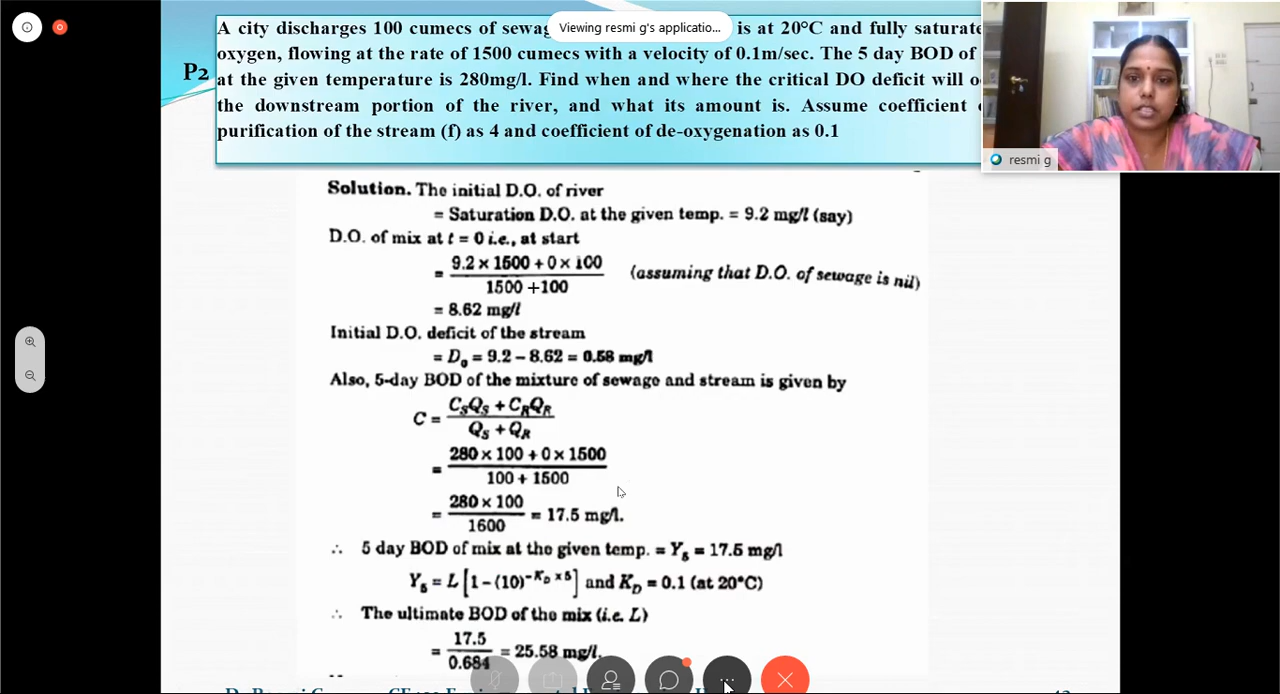 A city discharges 100 cumecs of sewag
Viewing resmi g's applicatio...
is at 20°C and fully saturate
oxygen, flowing at the rate of 1500 cumecs with a velocity of 0.1m/sec. The 5 day BOD of
P2
at the given temperature is 280mg/l. Find when and where the critical DO deficit will o
the downstream portion of the river, and what its amount is. Assume coefficient
purification of the stream (f) as 4 and coefficient of de-oxygenation as 0.1
resmi g
Solution. The initial D.O. of river
= Saturation D.O. at the given temp. = 9.2 mg/l (say)
D.O. of mix at t = 0 i.e., at start
= 9.2 × 1500 + 0 × 100 / 1500 + 100 (assuming that D.O. of sewage is nil)
= 8.62 mg/l
Initial D.O. deficit of the stream
= D₀ = 9.2 – 8.62 = 0.58 mg/l
Also, 5-day BOD of the mixture of sewage and stream is given by
C = C_S Q_S + C_R Q_R / Q_S + Q_R
= 280 × 100 + 0 × 1500 / 100 + 1500
= 280 × 100 / 1600 = 17.5 mg/l.
∴ 5 day BOD of mix at the given temp. = Y₅ = 17.5 mg/l
Y₅ = L [1 – (10)^(–K_D × 5)] and K_D = 0.1 (at 20°C)
∴ The ultimate BOD of the mix (i.e. L)
= 17.5 / 0.684 = 25.58 mg/l.